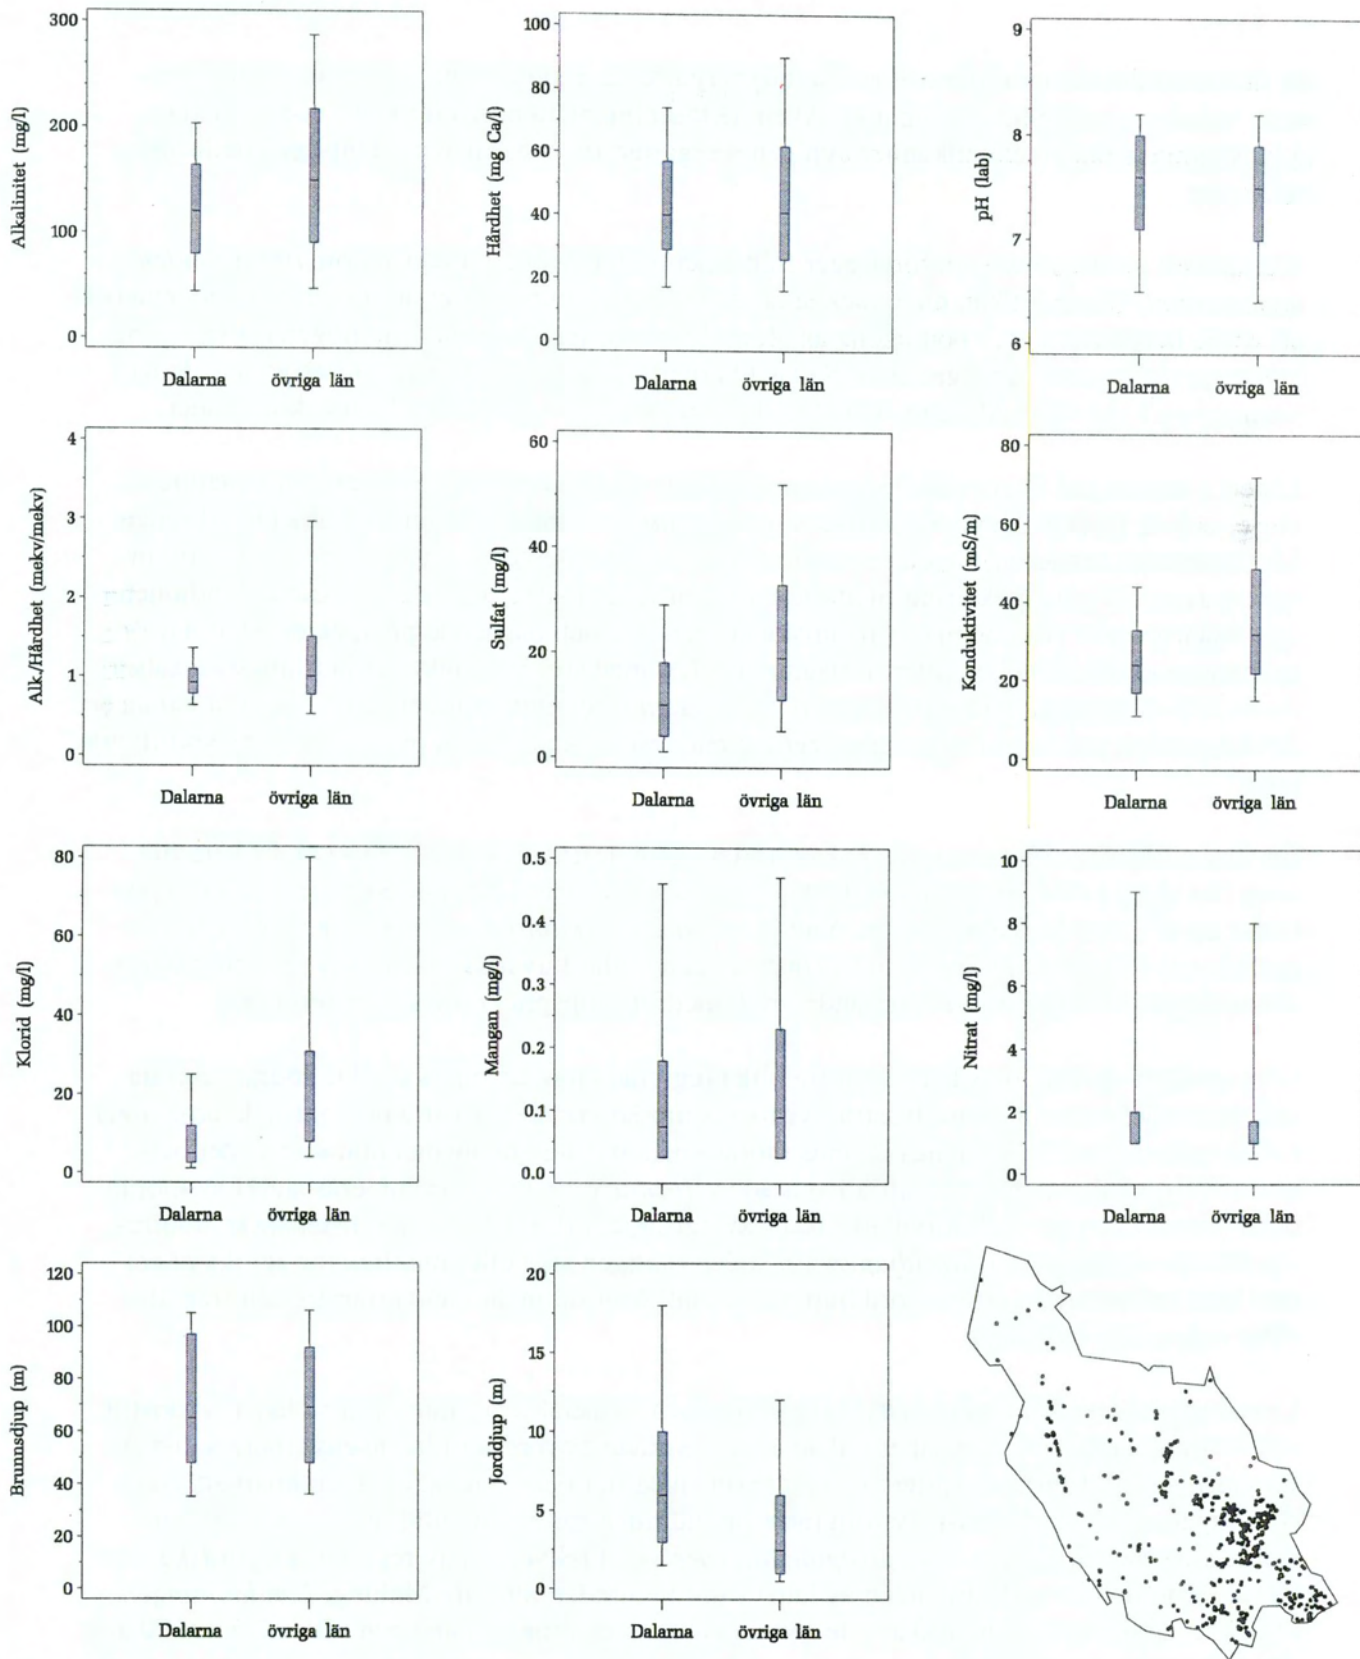 Alkalinitet (mg/l)
300
200
100
0
Dalarna övriga län
Hårdhet (mg Ca/l)
100
80
60
40
20
0
Dalarna övriga län
pH (lab)
9
8
7
6
Dalarna övriga län
Alk./Hårdhet (mekv/mekv)
4
3
2
1
0
Dalarna övriga län
Sulfat (mg/l)
60
40
20
0
Dalarna övriga län
Konduktivitet (mS/m)
80
60
40
20
0
Dalarna övriga län
Klorid (mg/l)
80
60
40
20
0
Dalarna övriga län
Mangan (mg/l)
0.5
0.4
0.3
0.2
0.1
0.0
Dalarna övriga län
Nitrat (mg/l)
10
8
6
4
2
0
Dalarna övriga län
Brunnsdjup (m)
120
100
80
60
40
20
0
Dalarna övriga län
Jorddjup (m)
20
15
10
5
0
Dalarna övriga län